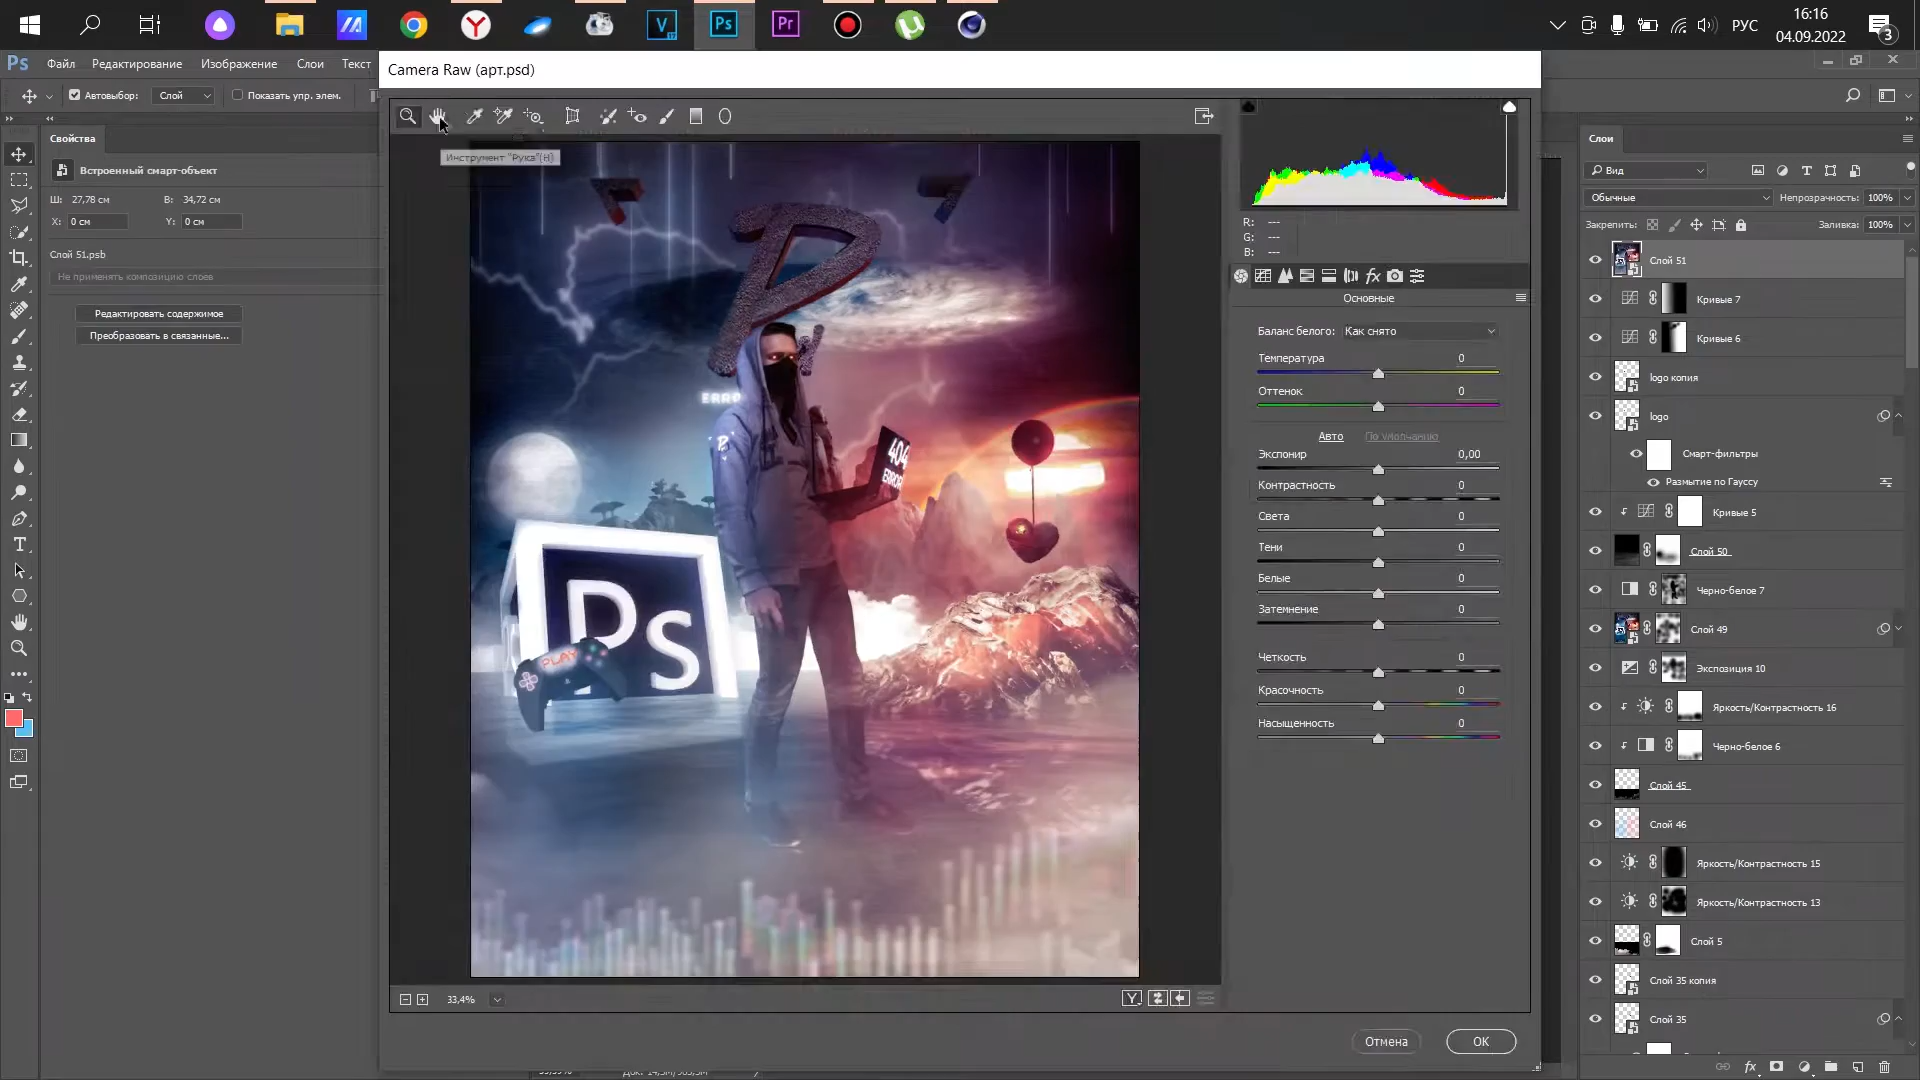 РУС
16:16
04.09.2022
3
Ps
Файл
Редактирование
Изображение
Слои
Текст
Camera Raw (арт.psd)
Автовыбор:
Слой
Показать упр. элем.
Свойства
Встроенный смарт-объект
Ш: 27,78 см
В: 34,72 см
X: 0 см
Y: 0 см
Слой 51.psb
Не применять композицию слоев
Редактировать содержимое
Преобразовать в связанные...
Инструмент "Рука"(H)
ERRO
404
ERROR
Ps
PLAY
33,4%
Y
R: ---
G: ---
B: ---
Основные
Баланс белого: Как снято
Температура 0
Оттенок 0
Авто
По умолчанию
Экспонир 0,00
Контрастность 0
Света 0
Тени 0
Белые 0
Затемнение 0
Четкость 0
Красочность 0
Насыщенность 0
Отмена
OK
Слои
Вид
Обычные
Непрозрачность: 100%
Закрепить:
Заливка: 100%
Слой 51
Кривые 7
Кривые 6
logo копия
logo
Смарт-фильтры
Размытие по Гауссу
Кривые 5
Слой 50
Черно-белое 7
Слой 49
Экспозиция 10
Яркость/Контрастность 16
Черно-белое 6
Слой 45
Слой 46
Яркость/Контрастность 15
Яркость/Контрастность 13
Слой 5
Слой 35 копия
Слой 35
fx